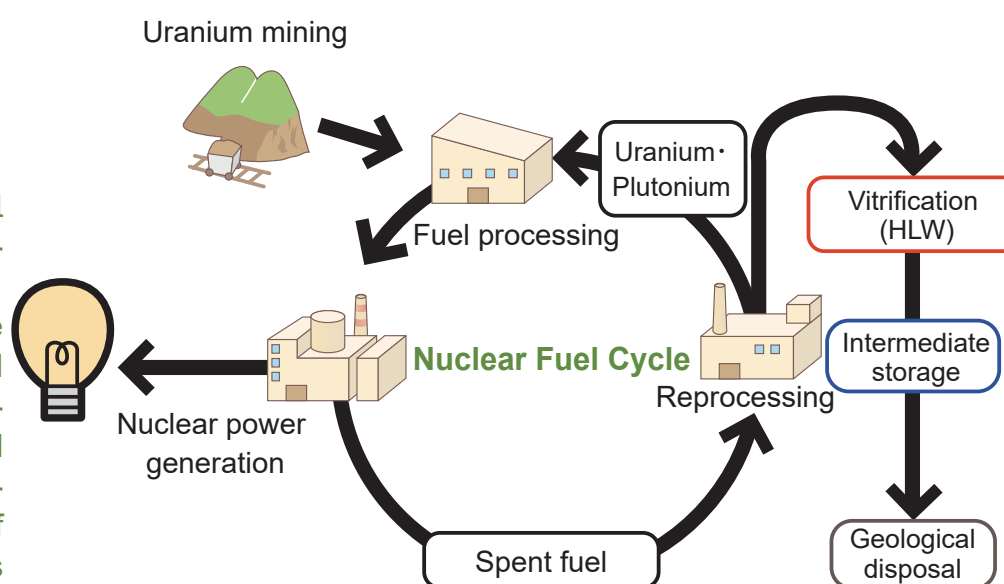 Uranium mining
Uranium・
Plutonium
Vitrification
(HLW)
Fuel processing
Nuclear Fuel Cycle
Intermediate
storage
Reprocessing
Nuclear power
generation
Spent fuel
Geological
disposal